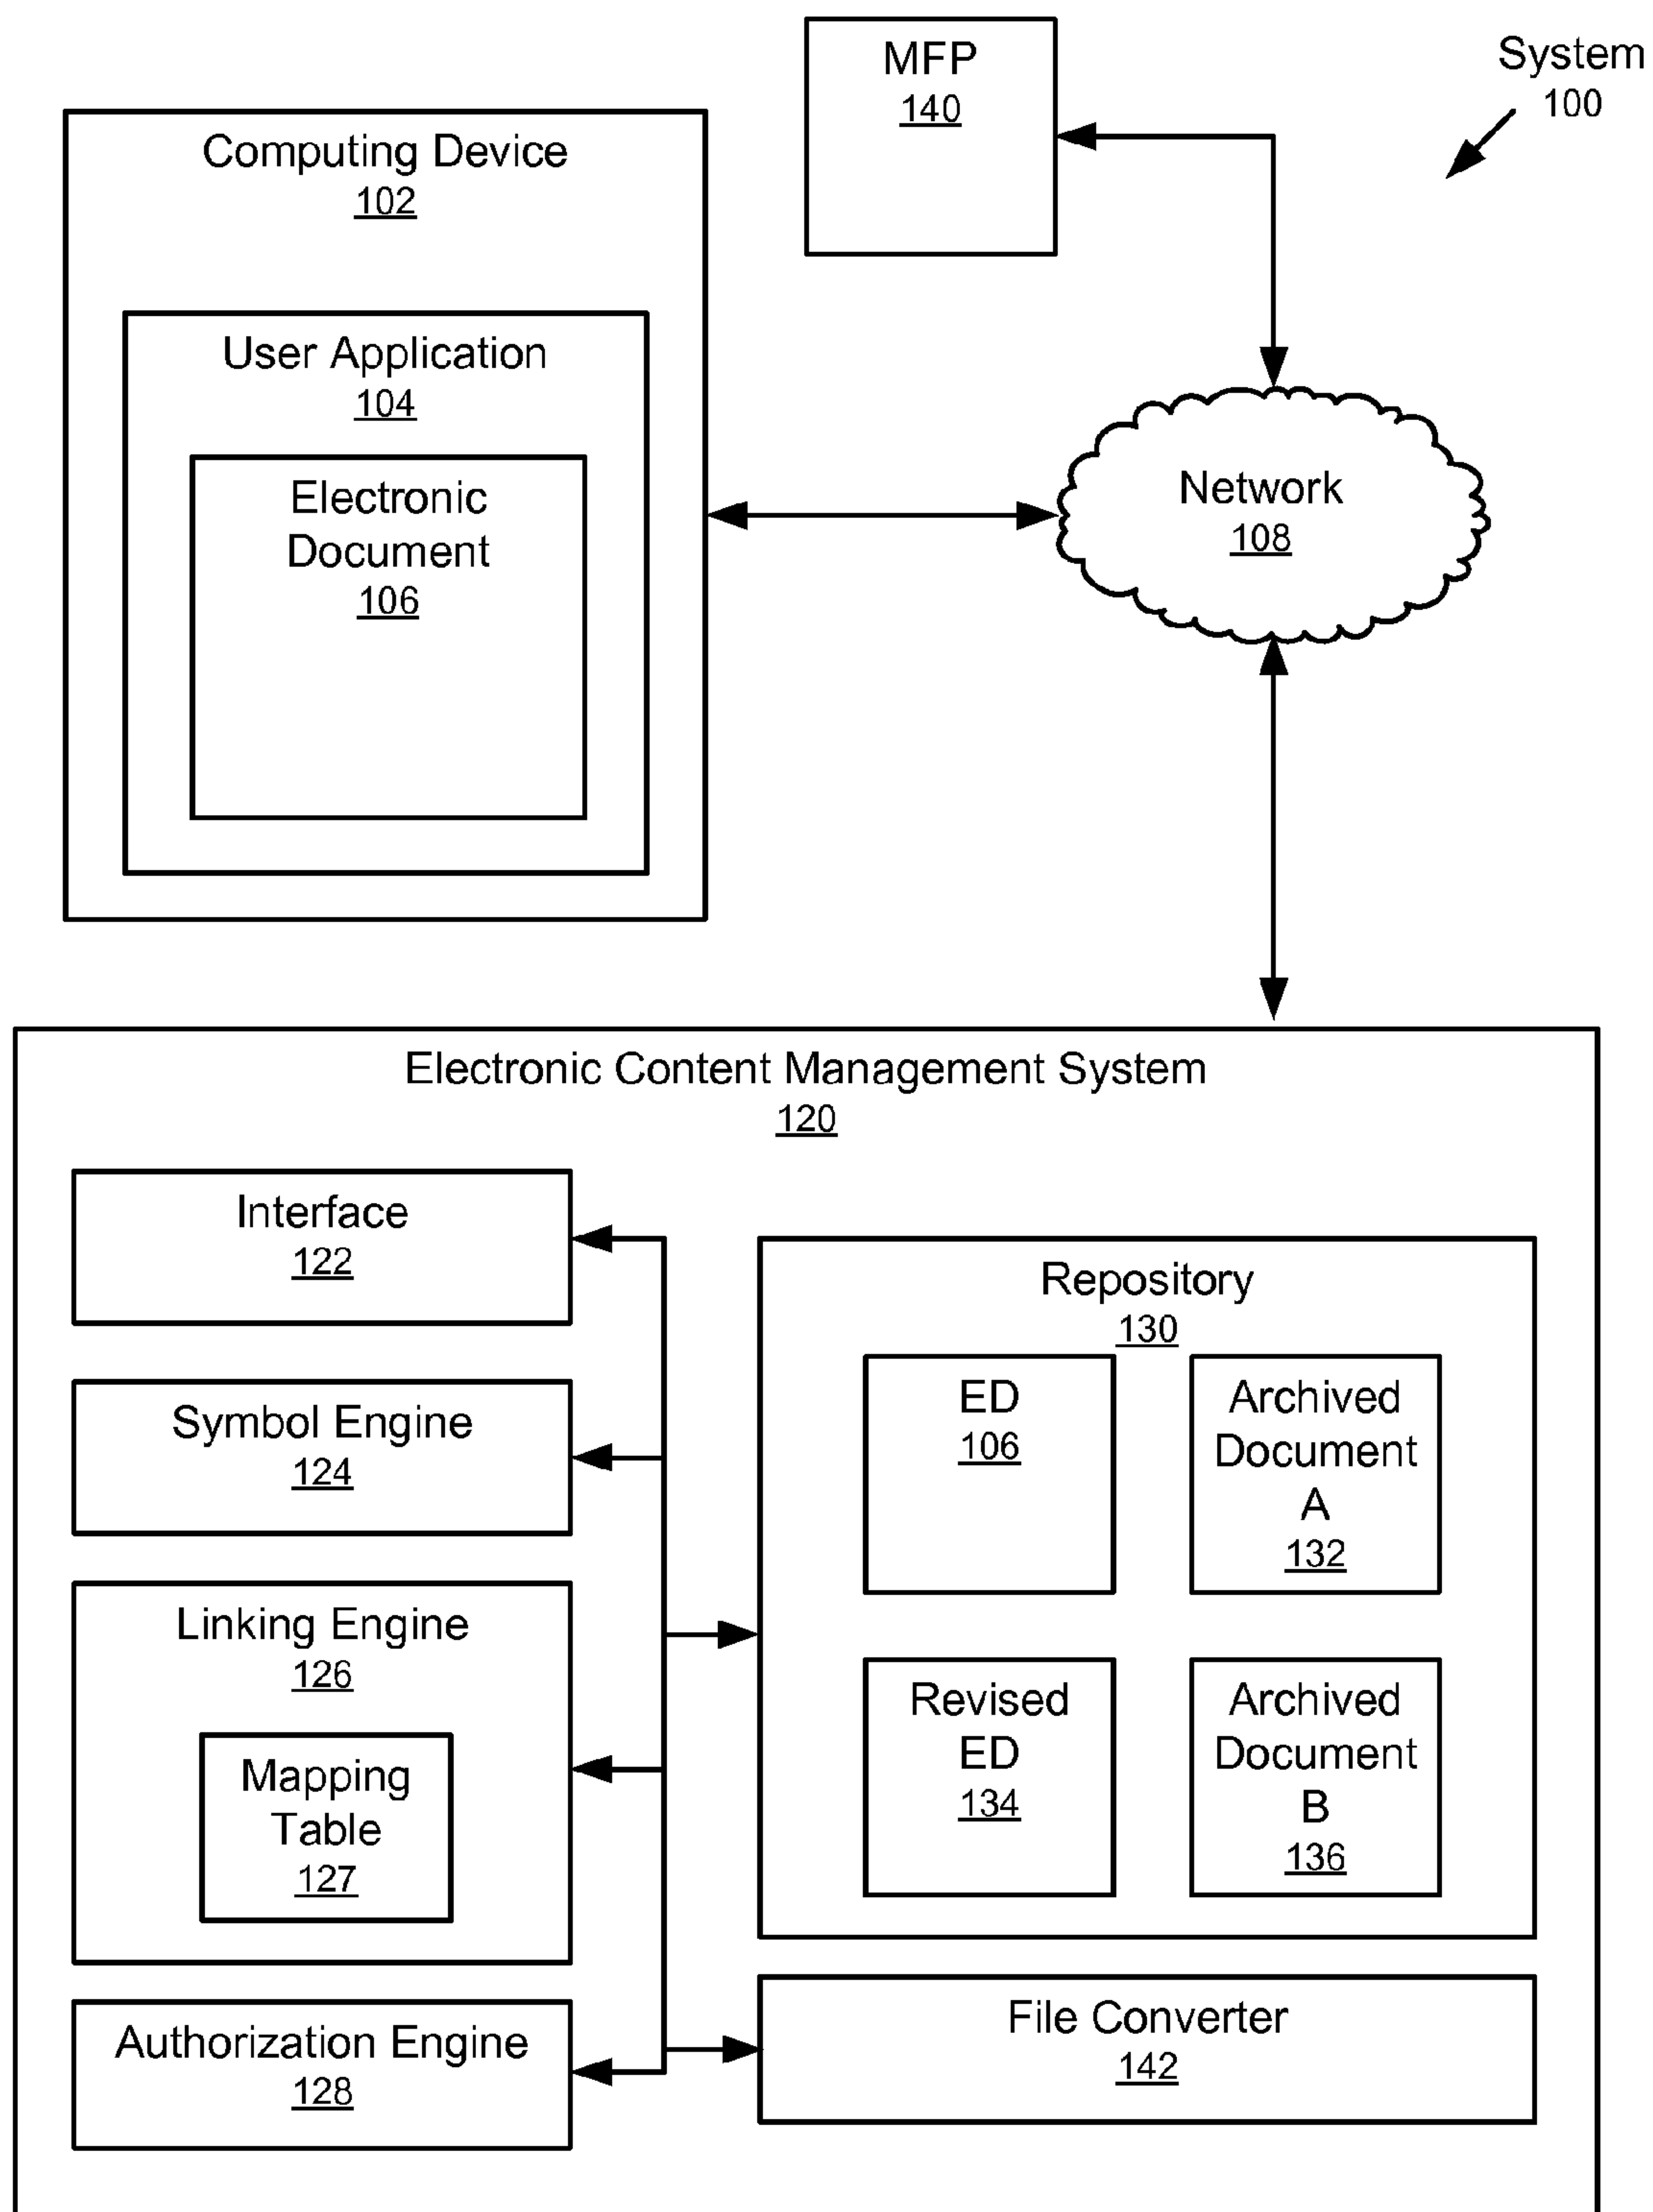 MFP
140
System
100
Computing Device
102
User Application
104
Electronic
Document
106
Network
108
Electronic Content Management System
120
Interface
122
Symbol Engine
124
Linking Engine
126
Mapping
Table
127
Authorization Engine
128
Repository
130
ED
106
Archived
Document
A
132
Revised
ED
134
Archived
Document
B
136
File Converter
142